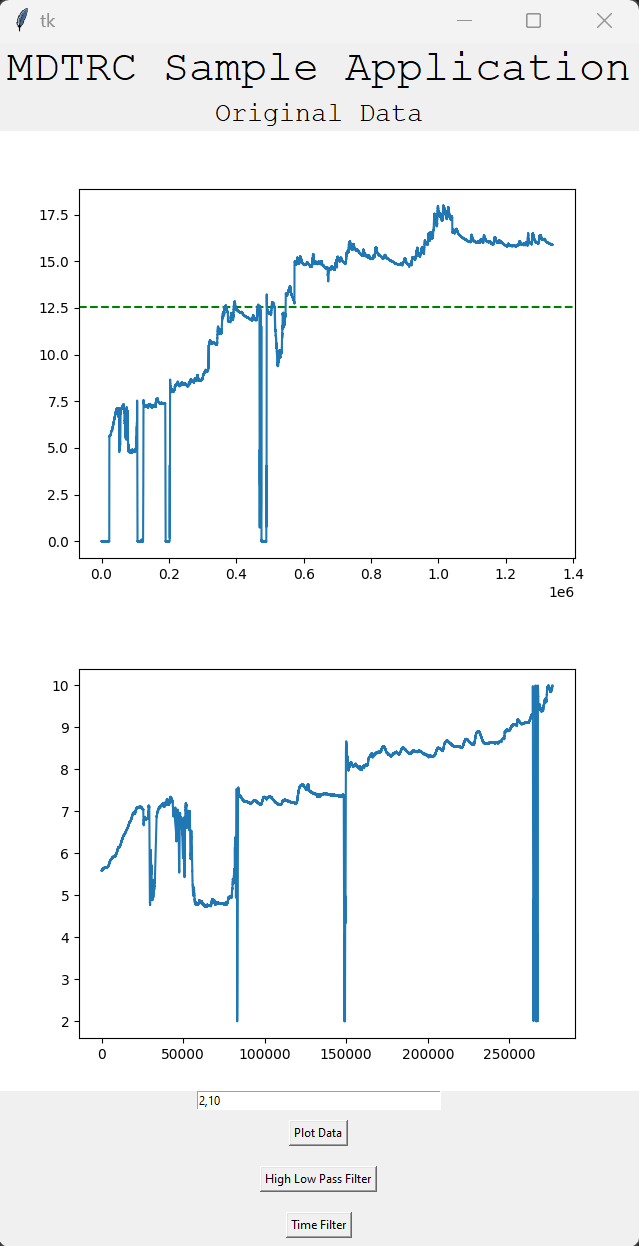 tk
MDTRC Sample Application
Original Data
17.5
15.0
12.5
10.0
7.5
5.0
2.5
0.0
0.0 0.2 0.4 0.6 0.8 1.0 1.2 1.4
1e6
10
9
8
7
6
5
4
3
2
0 50000 100000 150000 200000 250000
2,10
Plot Data
High Low Pass Filter
Time Filter